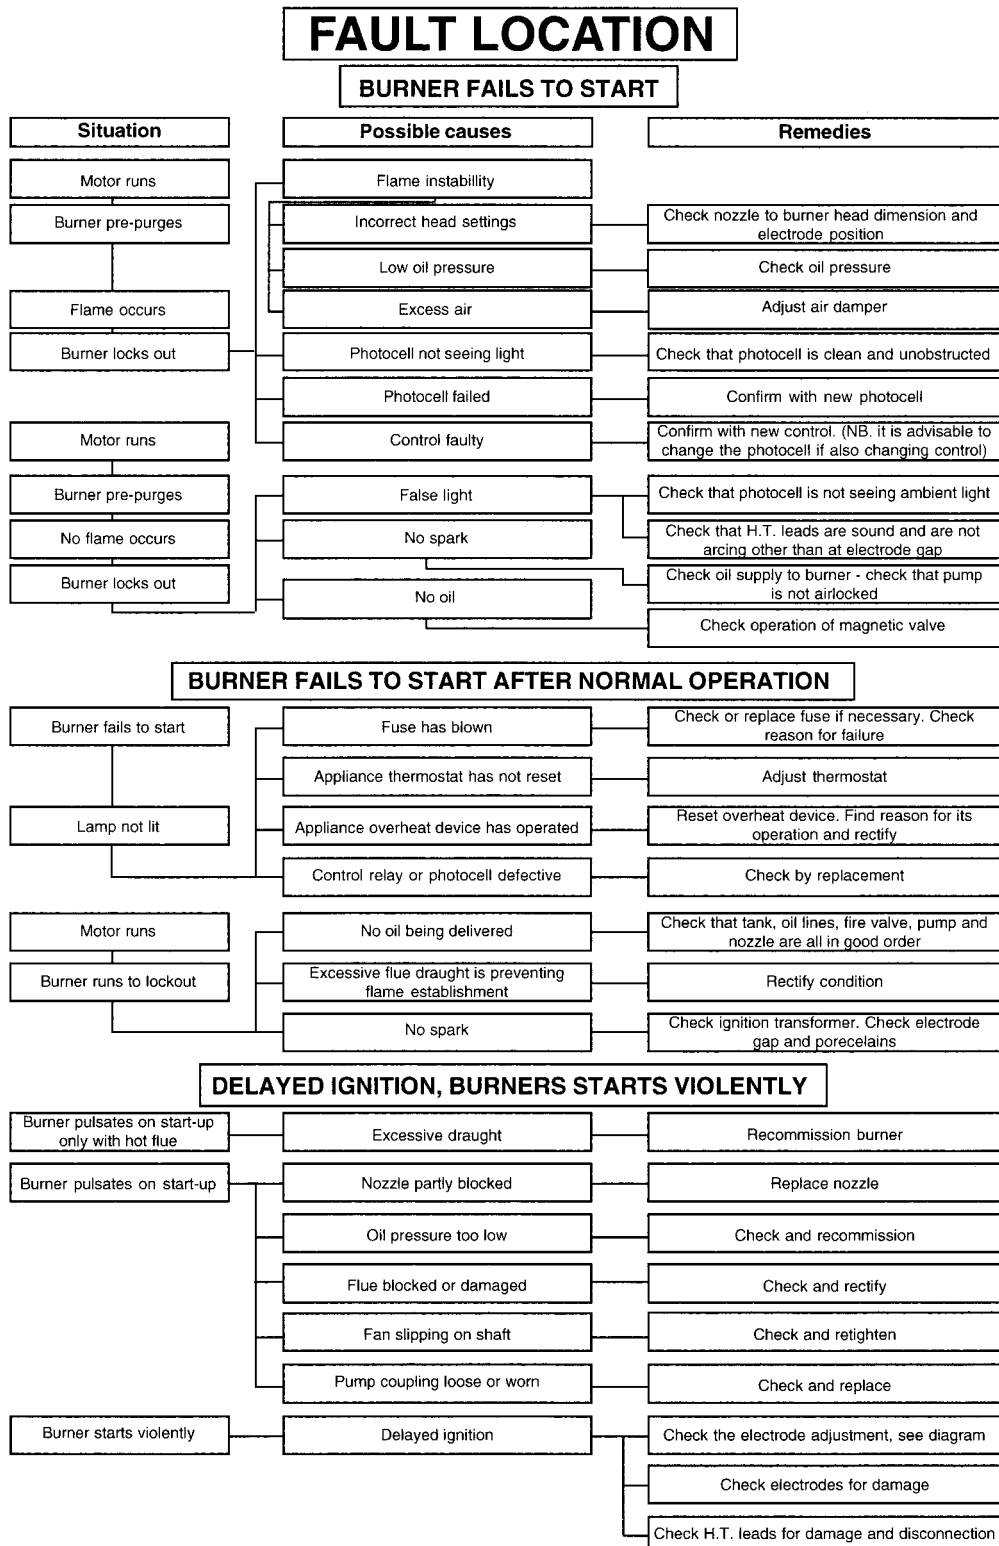 FAULT LOCATION
BURNER FAILS TO START
Situation
Possible causes
Remedies
Motor runs
Flame instabillity
Burner pre-purges
Incorrect head settings
Check nozzle to burner head dimension and
electrode position
Low oil pressure
Check oil pressure
Flame occurs
Excess air
Adjust air damper
Burner locks out
Photocell not seeing light
Check that photocell is clean and unobstructed
Photocell failed
Confirm with new photocell
Motor runs
Control faulty
Confirm with new control. (NB. it is advisable to
change the photocell if also changing control)
Burner pre-purges
False light
Check that photocell is not seeing ambient light
No flame occurs
No spark
Check that H.T. leads are sound and are not
arcing other than at electrode gap
Burner locks out
No oil
Check oil supply to burner - check that pump
is not airlocked
Check operation of magnetic valve
BURNER FAILS TO START AFTER NORMAL OPERATION
Burner fails to start
Fuse has blown
Check or replace fuse if necessary. Check
reason for failure
Appliance thermostat has not reset
Adjust thermostat
Lamp not lit
Appliance overheat device has operated
Reset overheat device. Find reason for its
operation and rectify
Control relay or photocell defective
Check by replacement
Motor runs
No oil being delivered
Check that tank, oil lines, fire valve, pump and
nozzle are all in good order
Burner runs to lockout
Excessive flue draught is preventing
flame establishment
Rectify condition
No spark
Check ignition transformer. Check electrode
gap and porecelains
DELAYED IGNITION, BURNERS STARTS VIOLENTLY
Burner pulsates on start-up
only with hot flue
Excessive draught
Recommission burner
Burner pulsates on start-up
Nozzle partly blocked
Replace nozzle
Oil pressure too low
Check and recommission
Flue blocked or damaged
Check and rectify
Fan slipping on shaft
Check and retighten
Pump coupling loose or worn
Check and replace
Burner starts violently
Delayed ignition
Check the electrode adjustment, see diagram
Check electrodes for damage
Check H.T. leads for damage and disconnection